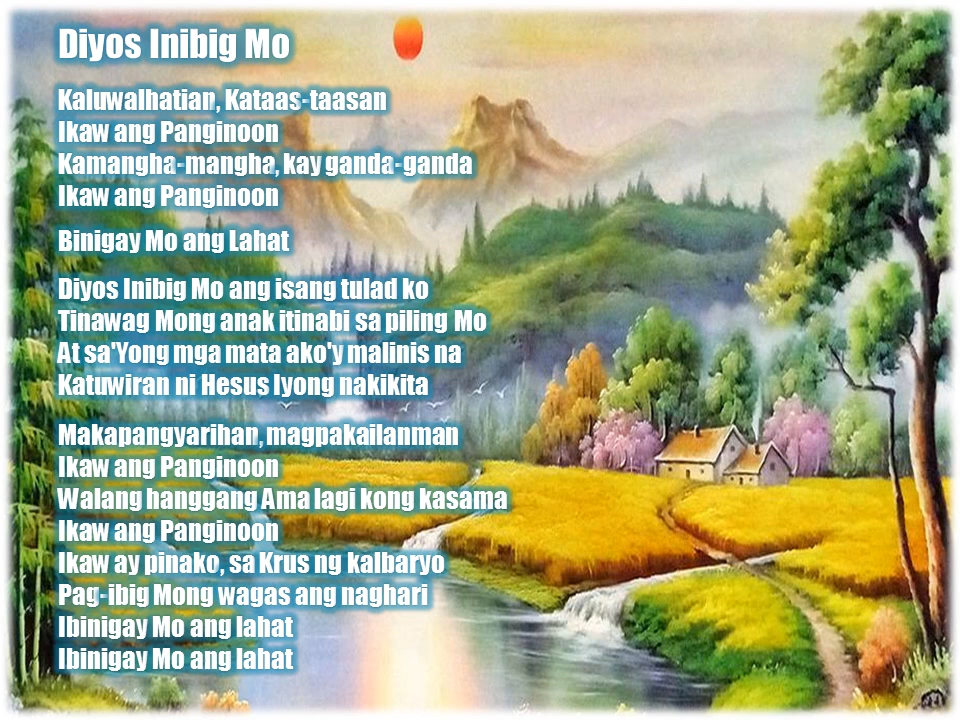 Diyos Inibig Mo
Kaluwalhatian, Kataas-taasan
Ikaw ang Panginoon
Kamangha-mangha, kay ganda-ganda
Ikaw ang Panginoon
Binigay Mo ang Lahat
Diyos Inibig Mo ang isang tulad ko
Tinawag Mong anak itinabi sa piling Mo
At sa'Yong mga mata ako'y malinis na
Katuwiran ni Hesus Iyong nakikita
Makapangyarihan, magpakailanman
Ikaw ang Panginoon
Walang hanggang Ama lagi kong kasama
Ikaw ang Panginoon
Ikaw ay pinako, sa Krus ng kalbaryo
Pag-ibig Mong wagas ang naghari
Ibinigay Mo ang lahat
Ibinigay Mo ang lahat